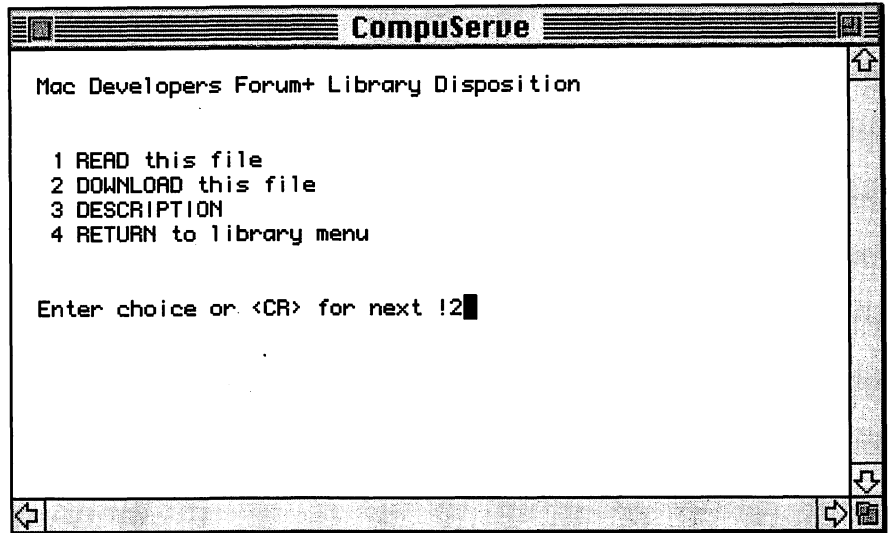 CompuServe
Mac Developers Forum+ Library Disposition
1 READ this file
2 DOWNLOAD this file
3 DESCRIPTION
4 RETURN to library menu
Enter choice or <CR> for next !2